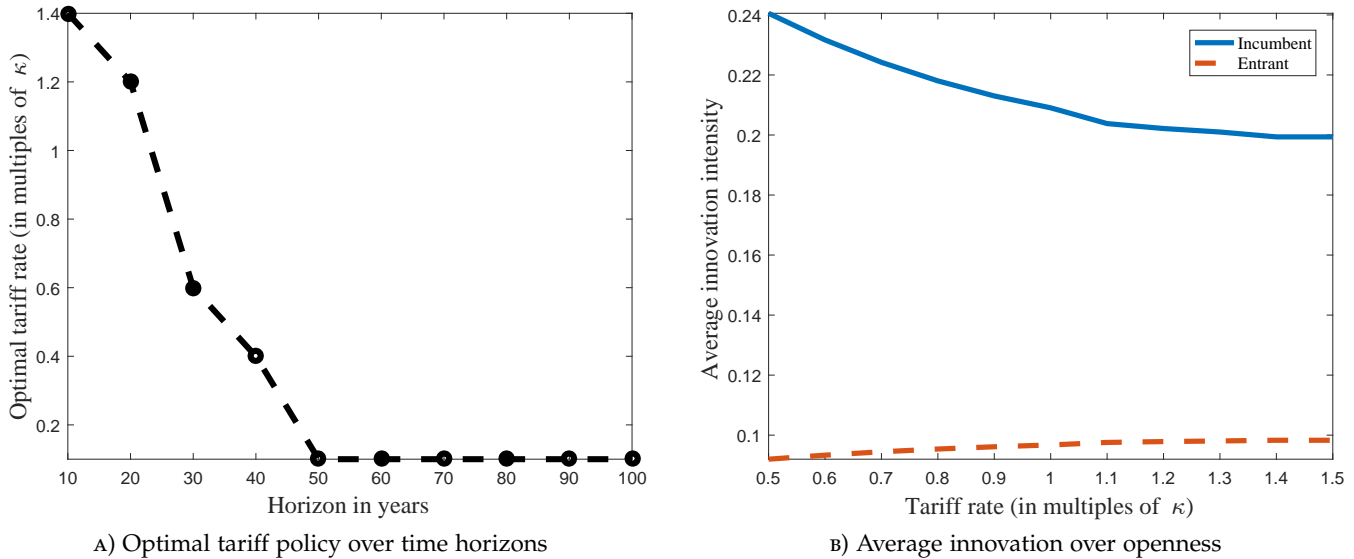 Optimal tariff rate (in multiples of κ)
1.4
1.2
1
0.8
0.6
0.4
0.2
10 20 30 40 50 60 70 80 90 100
Horizon in years
A) Optimal tariff policy over time horizons
Average innovation intensity
0.24
0.22
0.2
0.18
0.16
0.14
0.12
0.1
Incumbent
Entrant
0.5 0.6 0.7 0.8 0.9 1 1.1 1.2 1.3 1.4 1.5
Tariff rate (in multiples of κ)
B) Average innovation over openness